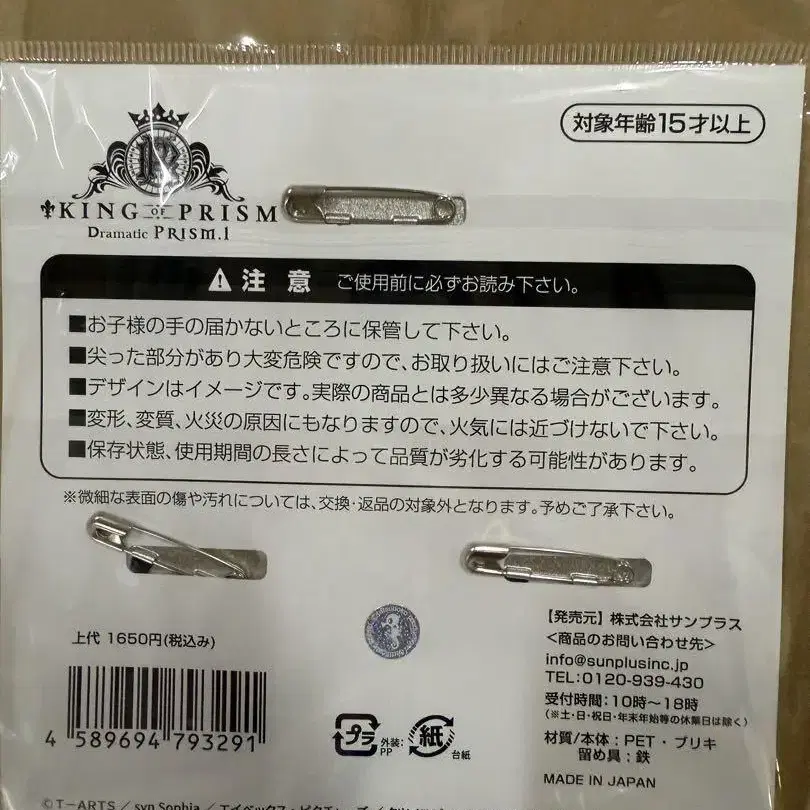 対象年齢15才以上
KING OF PRISM
Dramatic PRISM.1
注意 ご使用前に必ずお読み下さい。
■お子様の手の届かないところに保管して下さい。
■尖った部分があり大変危険ですので、お取り扱いにはご注意下さい。
■デザインはイメージです。実際の商品とは多少異なる場合がございます。
■変形、変質、火災の原因にもなりますので、火気には近づけないで下さい。
■保存状態、使用期間の長さによって品質が劣化する可能性があります。
※微細な表面の傷や汚れについては、交換・返品の対象外となります。予めご了承下さい。
上代 1650円(税込み)
4 589694 793291
プラ 外装:PP
紙 台紙
【発売元】株式会社サンプラス
<商品のお問い合わせ先>
info@sunplusinc.jp
TEL:0120-939-430
受付時間:10時〜18時
(※土・日・祝日・年末年始等の休業日は除く)
材質/本体:PET・ブリキ
留め具:鉄
MADE IN JAPAN
©T-ARTS / syn Sophia / エイベックス・ピクチャーズ /